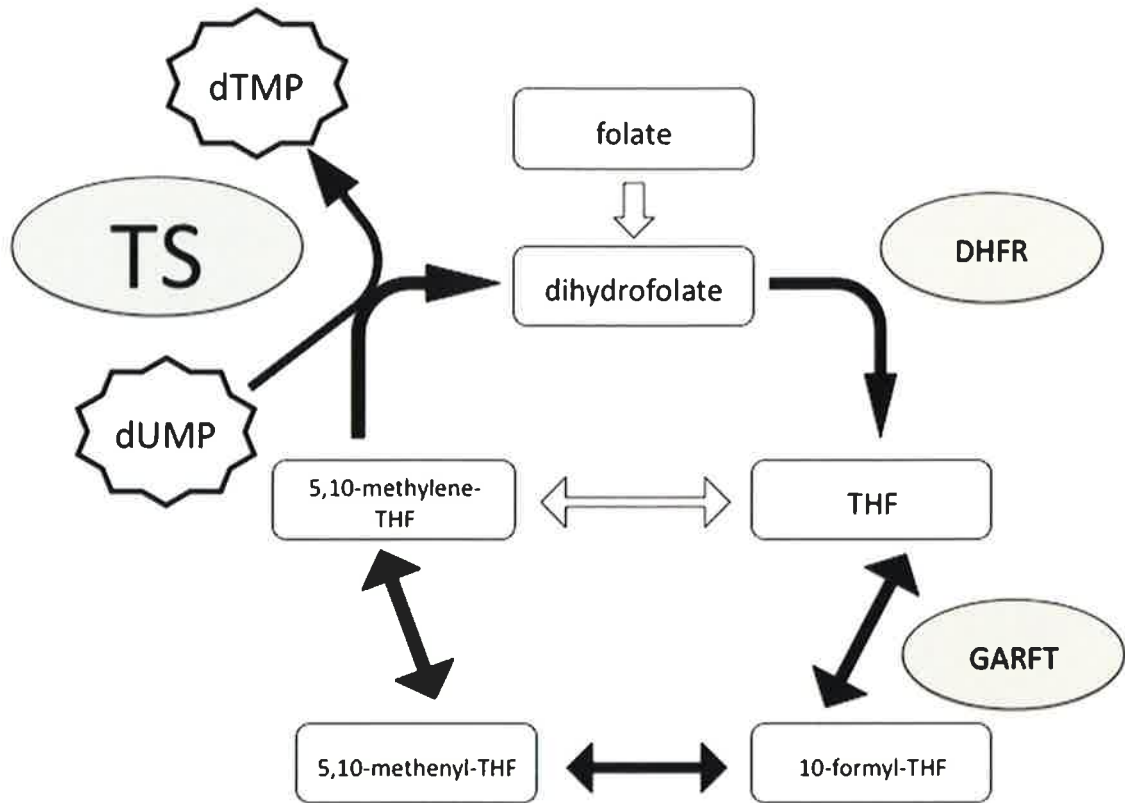 dTMP
folate
TS
DHFR
dihydrofolate
dUMP
5,10-methylene-
THF
THF
GARFT
5,10-methenyl-THF
10-formyl-THF